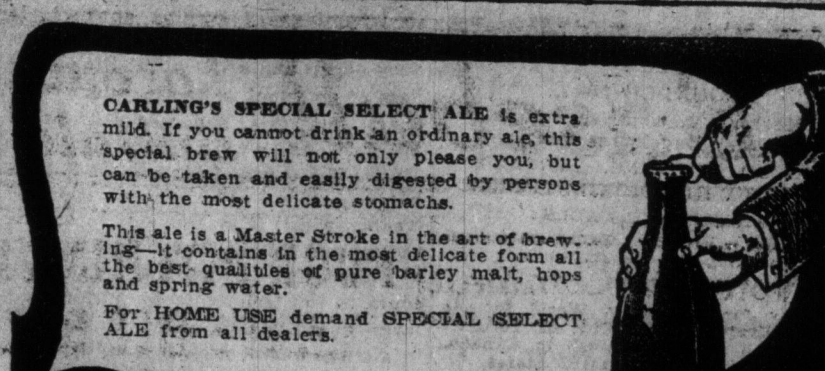 CARLING'S SPECIAL SELECT ALE is extra
mild. If you cannot drink an ordinary ale, this
special brew will not only please you, but
can be taken and easily digested by persons
with the most delicate stomachs.
This ale is a Master Stroke in the art of brew-
ing—it contains in the most delicate form all
the best qualities of pure barley malt, hops
and spring water.
For HOME USE demand SPECIAL SELECT
ALE from all dealers.